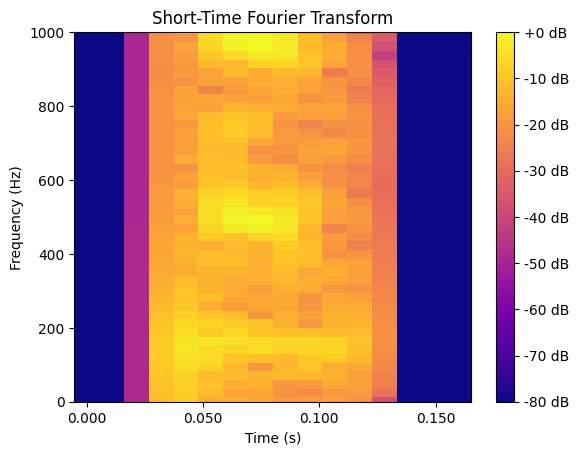 Short-Time Fourier Transform
Frequency (Hz)
1000
800
600
400
200
0
0.000
0.050
0.100
0.150
Time (s)
+0 dB
-10 dB
-20 dB
-30 dB
-40 dB
-50 dB
-60 dB
-70 dB
-80 dB